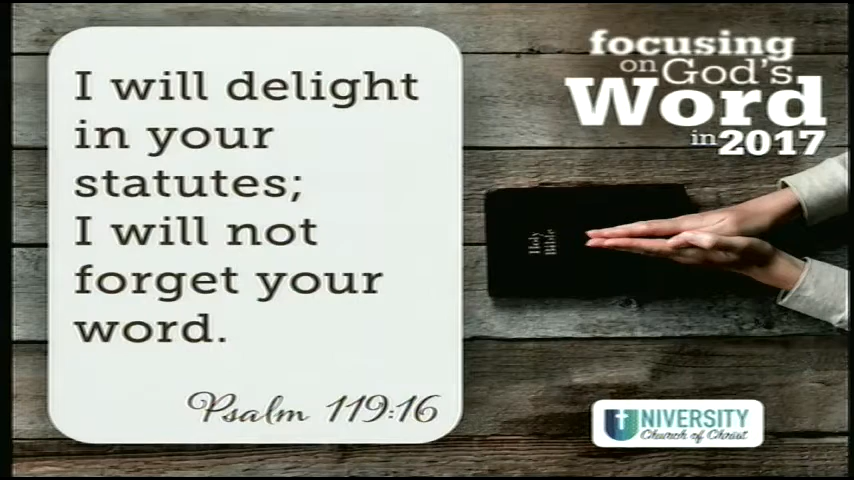 I will delight
in your
statutes;
I will not
forget your
word.
Psalm 119:16
focusing
on God's
Word
in 2017
Holy
Bible
UNIVERSITY
Church of Christ